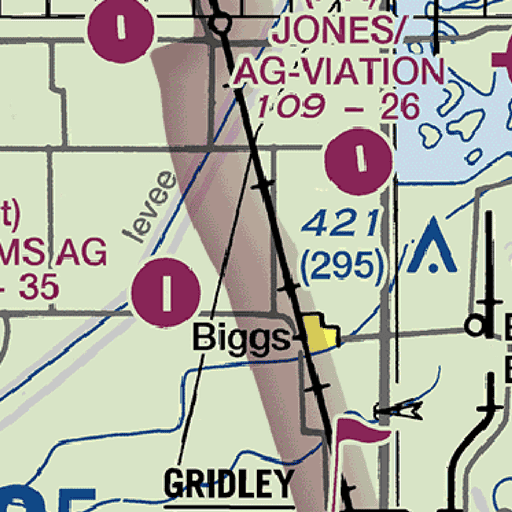 JONES/
AG-VIATION
109 - 26
levee
421
(295)
MS AG
- 35
Biggs
GRIDLEY